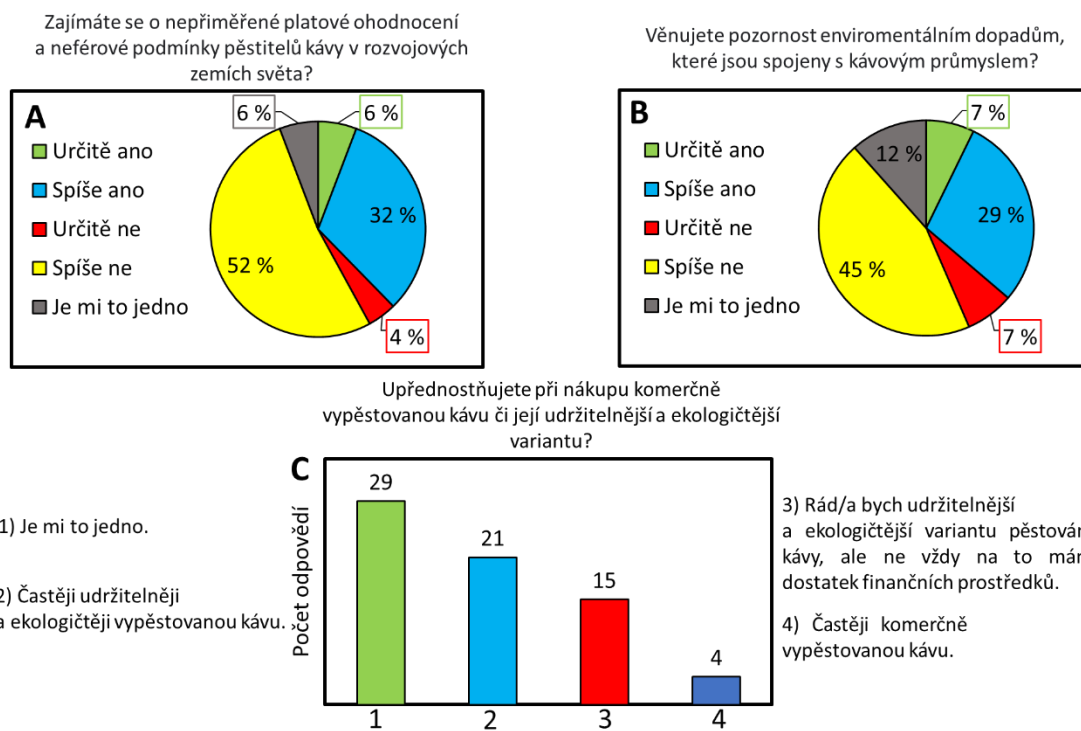 Zajímáte se o nepřiměřené platové ohodnocení
a neférové podmínky pěstitelů kávy v rozvojových
zemích světa?
A
Určitě ano
Spíše ano
Určitě ne
Spíše ne
Je mi to jedno
6 %
6 %
32 %
52 %
4 %
Věnujete pozornost enviromentálním dopadům,
které jsou spojeny s kávovým průmyslem?
B
Určitě ano
Spíše ano
Určitě ne
Spíše ne
Je mi to jedno
7 %
12 %
29 %
45 %
7 %
Upřednostňujete při nákupu komerčně
vypěstovanou kávu či její udržitelnější a ekologičtější
variantu?
C
Počet odpovědí
29
21
15
4
1
2
3
4
1) Je mi to jedno.
2) Častěji udržitelněji
a ekologičtěji vypěstovanou kávu.
3) Rád/a bych udržitelnější
a ekologičtější variantu pěstován
kávy, ale ne vždy na to mám
dostatek finančních prostředků.
4) Častěji komerčně
vypěstovanou kávu.